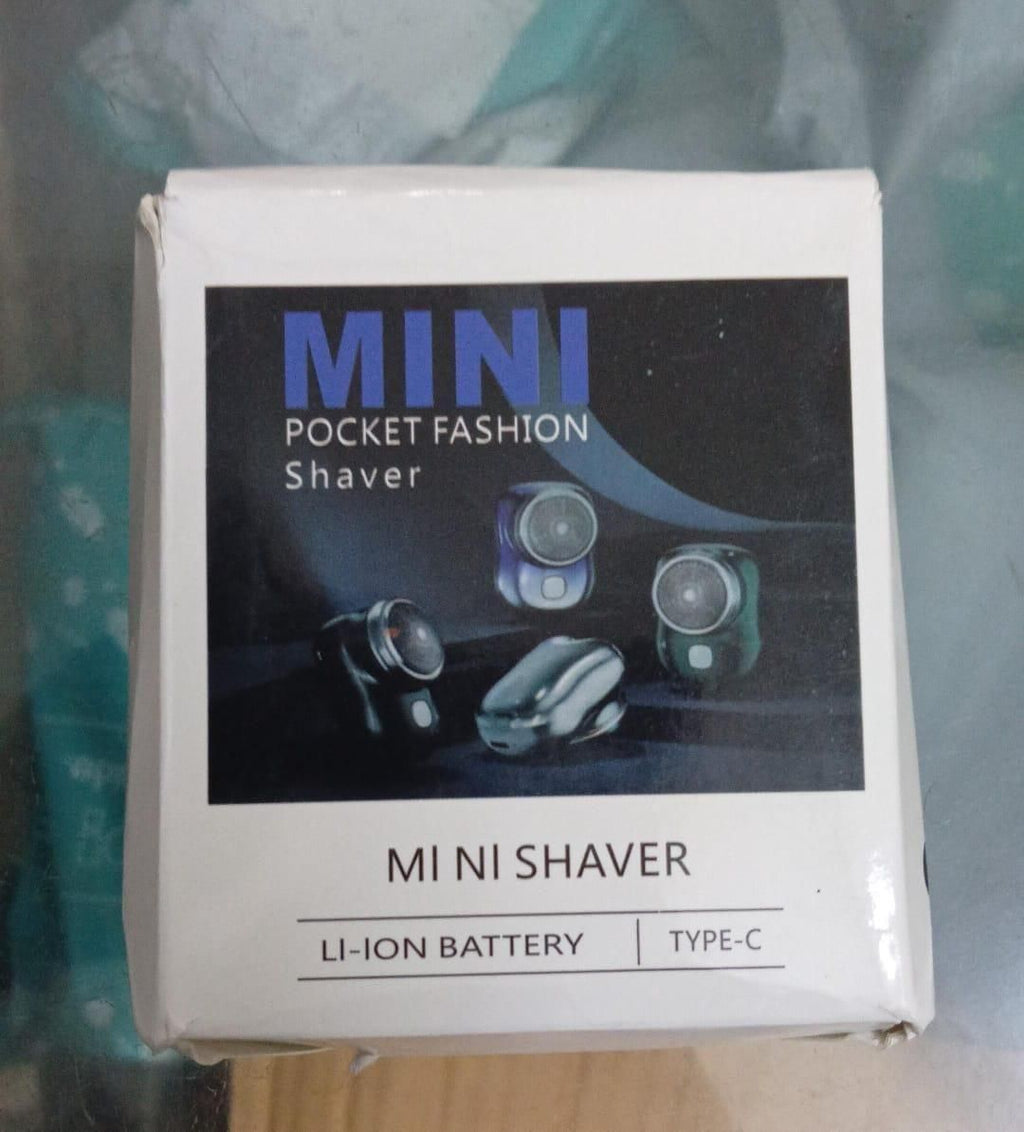 MINI
POCKET FASHION
Shaver
MI NI SHAVER
LI-ION BATTERY | TYPE-C